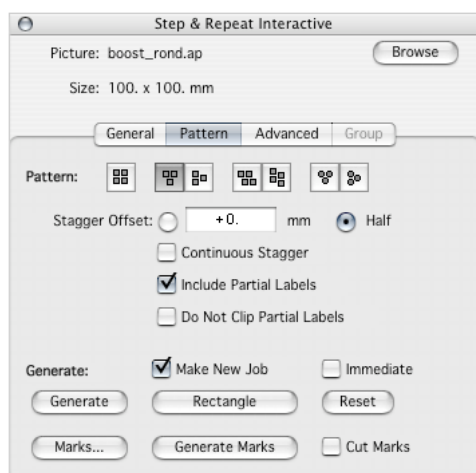 Step & Repeat Interactive
Picture: boost_rond.ap Browse
Size: 100. x 100. mm
General Pattern Advanced Group
Pattern:
Stagger Offset: +0. mm Half
Continuous Stagger
Include Partial Labels
Do Not Clip Partial Labels
Generate: Make New Job Immediate
Generate Rectangle Reset
Marks... Generate Marks Cut Marks